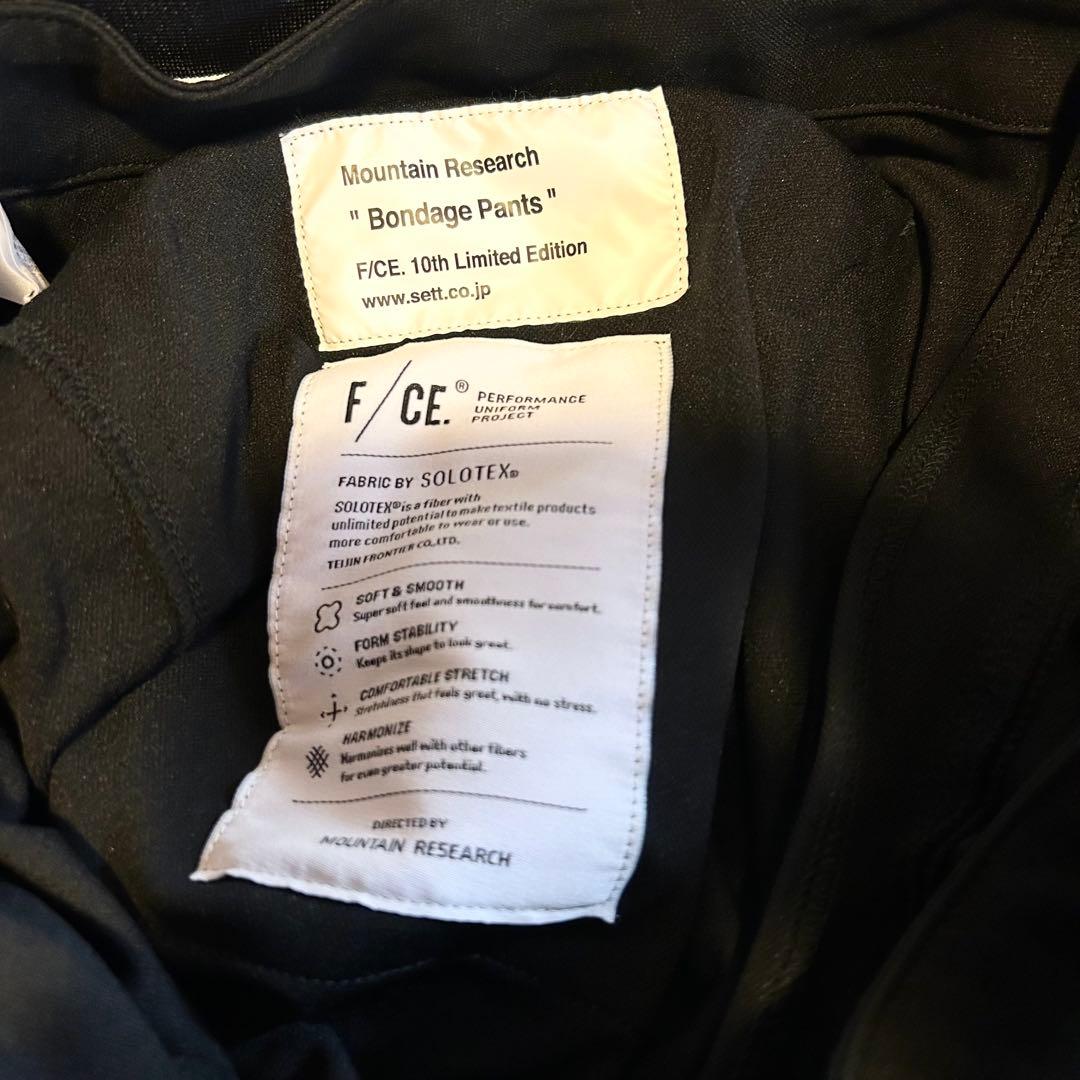 Mountain Research
" Bondage Pants "
F/CE. 10th Limited Edition
www.sett.co.jp
F/CE.® PERFORMANCE
UNIFORM
PROJECT
FABRIC BY SOLOTEX®
SOLOTEX® is a fiber with
unlimited potential to make textile products
more comfortable to wear or use.
TEIJIN FRONTIER CO., LTD.
SOFT & SMOOTH
Super soft feel and smoothness for comfort.
FORM STABILITY
Keeps its shape to look great.
COMFORTABLE STRETCH
Stretchiness that feels great, with no stress.
HARMONIZE
Harmonizes well with other fibers
for even greater potential.
DIRECTED BY
MOUNTAIN RESEARCH